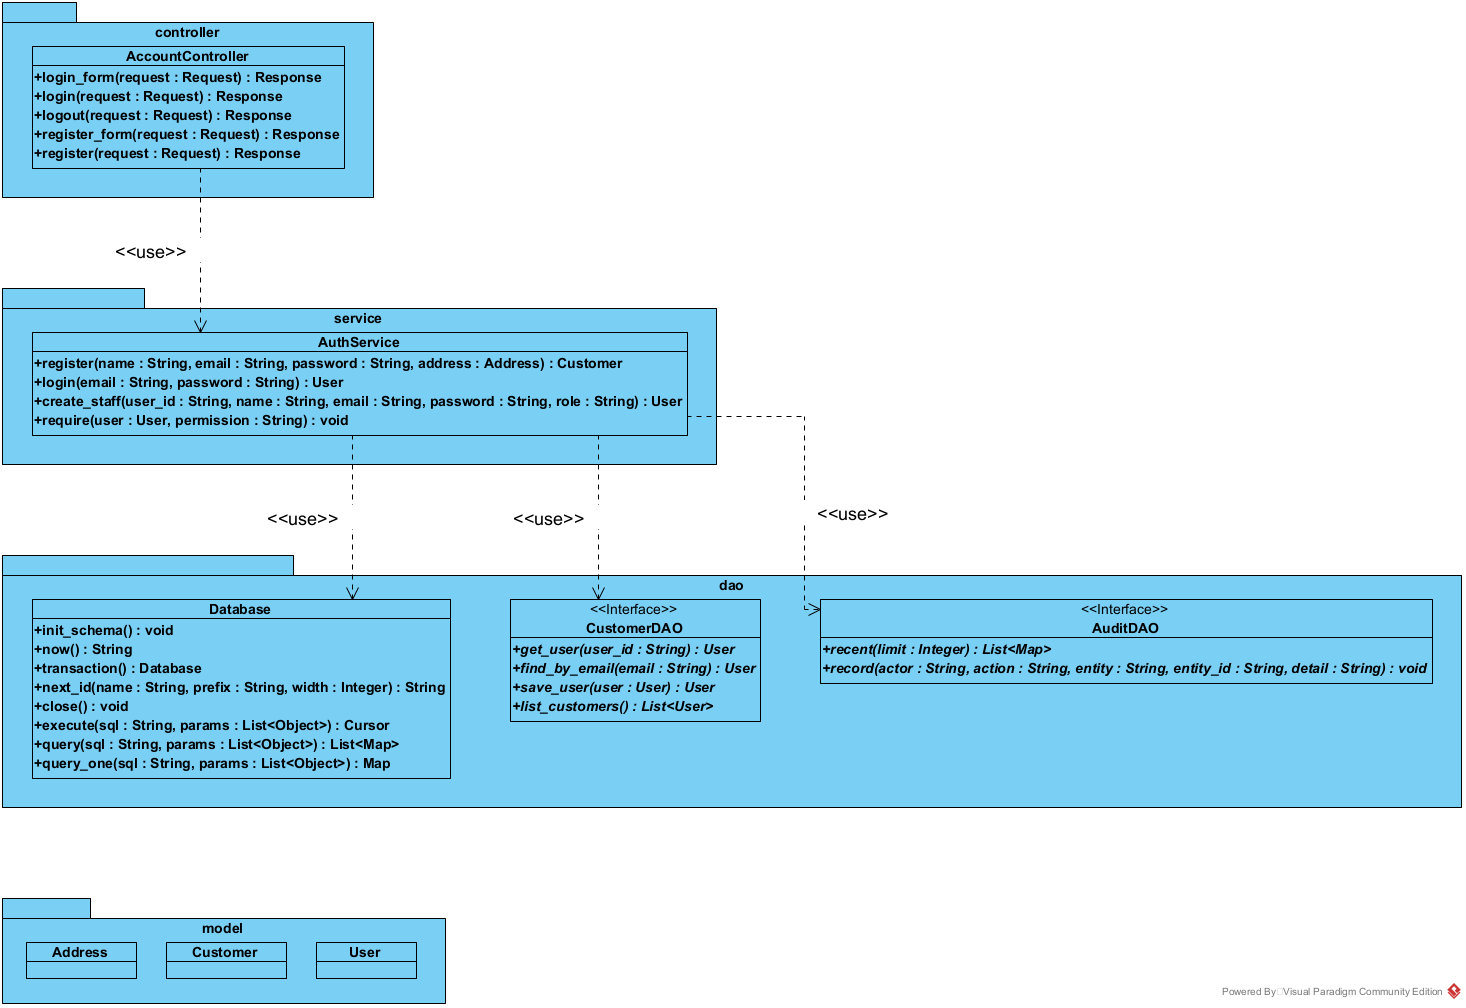 controller
AccountController
+login_form(request : Request) : Response
+login(request : Request) : Response
+logout(request : Request) : Response
+register_form(request : Request) : Response
+register(request : Request) : Response
<<use>>
service
AuthService
+register(name : String, email : String, password : String, address : Address) : Customer
+login(email : String, password : String) : User
+create_staff(user_id : String, name : String, email : String, password : String, role : String) : User
+require(user : User, permission : String) : void
<<use>>
<<use>>
<<use>>
dao
Database
+init_schema() : void
+now() : String
+transaction() : Database
+next_id(name : String, prefix : String, width : Integer) : String
+close() : void
+execute(sql : String, params : List<Object>) : Cursor
+query(sql : String, params : List<Object>) : List<Map>
+query_one(sql : String, params : List<Object>) : Map
<<Interface>>
CustomerDAO
+get_user(user_id : String) : User
+find_by_email(email : String) : User
+save_user(user : User) : User
+list_customers() : List<User>
<<Interface>>
AuditDAO
+recent(limit : Integer) : List<Map>
+record(actor : String, action : String, entity : String, entity_id : String, detail : String) : void
model
Address
Customer
User
Powered By Visual Paradigm Community Edition